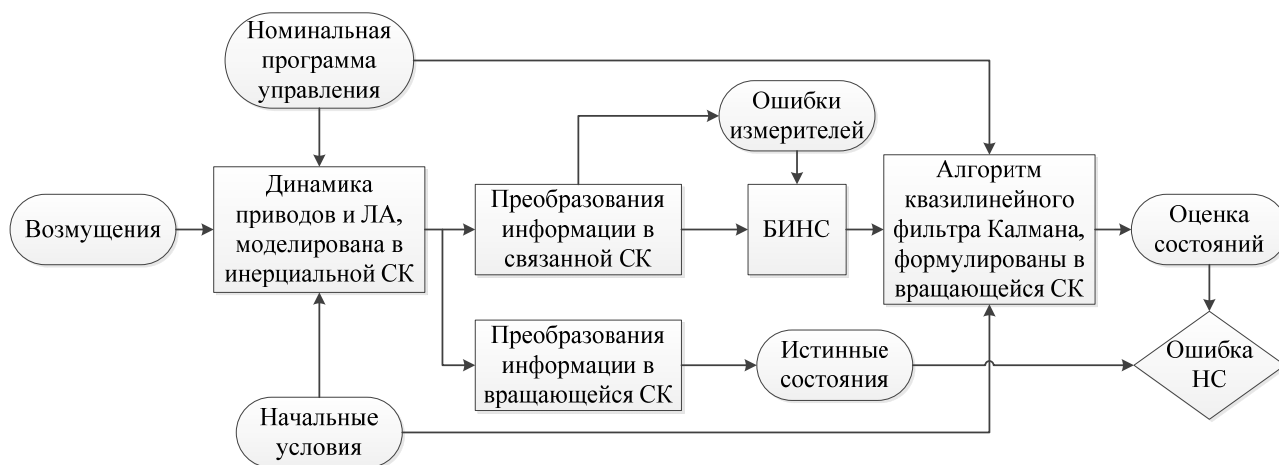 Номинальная
программа
управления
Ошибки
измерителей
Возмущения
Динамика
приводов и ЛА,
моделирована в
инерциальной СК
Преобразования
информации в
связанной СК
БИНС
Алгоритм
квазилинейного
фильтра Калмана,
формулированы в
вращающейся СК
Оценка
состояний
Преобразования
информации в
вращающейся СК
Истинные
состояния
Ошибка
НС
Начальные
условия